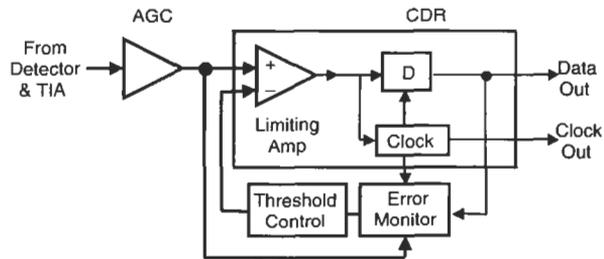 AGC
CDR
From
Detector
& TIA
+
−
D
Data
Out
Limiting
Amp
Clock
Clock
Out
Threshold
Control
Error
Monitor